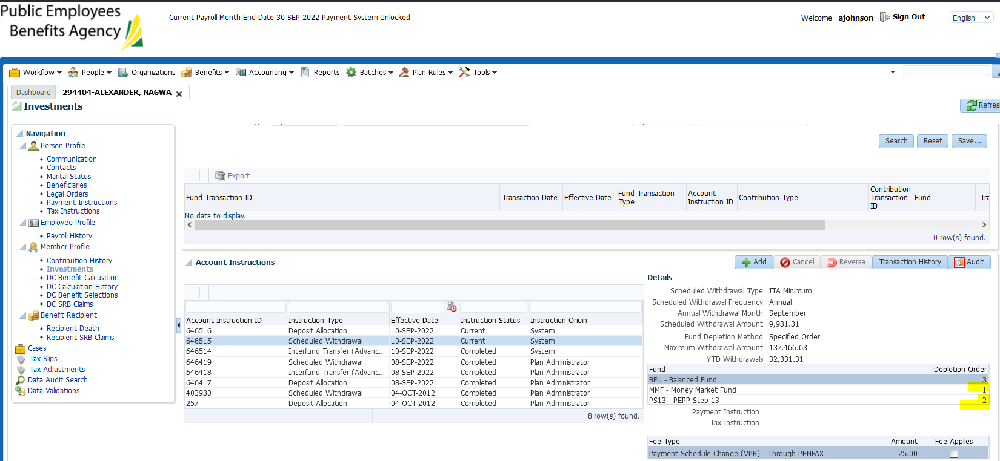 Public Employees
Benefits Agency
Current Payroll Month End Date 30-SEP-2022 Payment System Unlocked
Welcome ajohnson Sign Out English
Workflow People Organizations Benefits Accounting Reports Batches Plan Rules Tools
Dashboard 294404-ALEXANDER, NAGWA
Investments
Refres
Navigation
Person Profile
Communication
Contacts
Marital Status
Beneficiaries
Legal Orders
Payment Instructions
Tax Instructions
Employee Profile
Payroll History
Member Profile
Contribution History
Investments
DC Benefit Calculation
DC Calculation History
DC Benefit Selections
DC SRB Claims
Benefit Recipient
Recipient Death
Recipient SRB Claims
Cases
Tax Slips
Tax Adjustments
Data Audit Search
Data Validations
Search Reset Save...
Export
Fund Transaction ID Transaction Date Effective Date Fund Transaction Type Account Instruction ID Contribution Type Contribution Transaction ID Fund Tra
No data to display.
0 row(s) found.
Account Instructions
Add Cancel Reverse Transaction History Audit
Account Instruction ID Instruction Type Effective Date Instruction Status Instruction Origin
646516 Deposit Allocation 10-SEP-2022 Current System
646515 Scheduled Withdrawal 10-SEP-2022 Current System
646514 Interfund Transfer (Advanc... 10-SEP-2022 Completed System
646419 Scheduled Withdrawal 08-SEP-2022 Completed Plan Administrator
646418 Interfund Transfer (Advanc... 08-SEP-2022 Completed Plan Administrator
646417 Deposit Allocation 08-SEP-2022 Completed Plan Administrator
403930 Scheduled Withdrawal 04-OCT-2012 Completed Plan Administrator
257 Deposit Allocation 04-OCT-2012 Completed Plan Administrator
8 row(s) found.
Details
Scheduled Withdrawal Type ITA Minimum
Scheduled Withdrawal Frequency Annual
Annual Withdrawal Month September
Scheduled Withdrawal Amount 9,931.31
Fund Depletion Method Specified Order
Maximum Withdrawal Amount 137,466.63
YTD Withdrawals 32,331.31
Fund Depletion Order
BFU - Balanced Fund 3
MMF - Money Market Fund 1
PS13 - PEPP Step 13 2
Payment Instruction
Tax Instruction
Fee Type Amount Fee Applies
Payment Schedule Change (VPB) - Through PENFAX 25.00